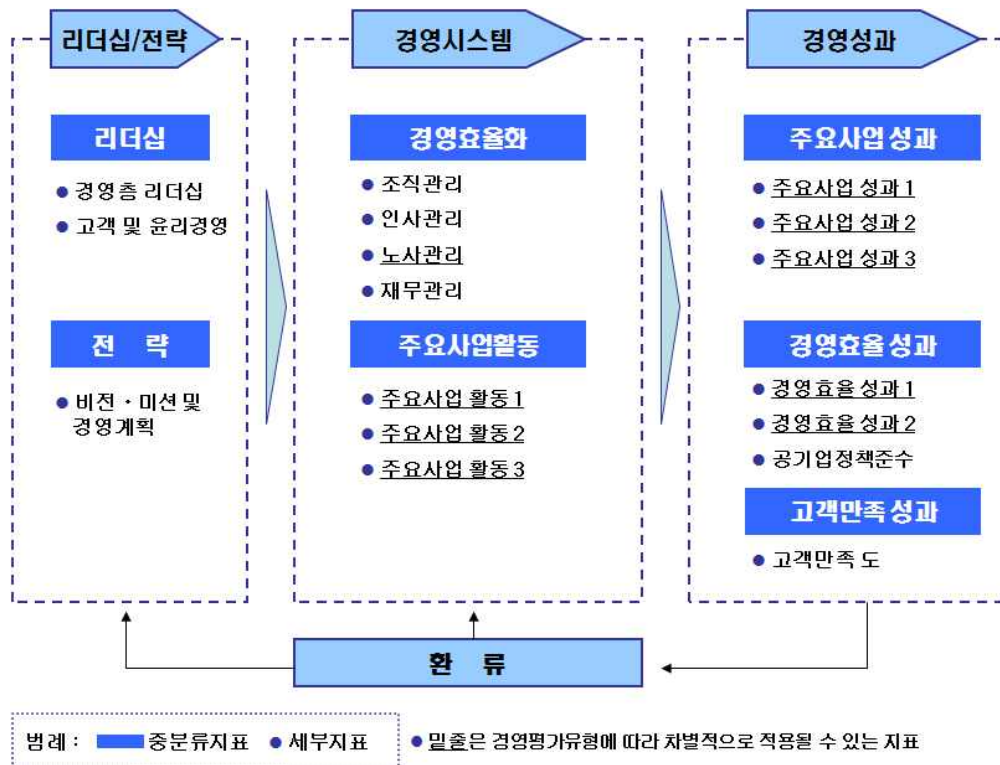 리더십/전략
리더십
● 경영층 리더십
● 고객 및 윤리경영
전 략
● 비전・미션 및
경영계획
경영시스템
경영효율화
● 조직관리
● 인사관리
● 노사관리
● 재무관리
주요사업활동
● 주요사업 활동 1
● 주요사업 활동 2
● 주요사업 활동 3
경영성과
주요사업 성과
● 주요사업 성과 1
● 주요사업 성과 2
● 주요사업 성과 3
경영효율 성과
● 경영효율 성과 1
● 경영효율 성과 2
● 공기업정책준수
고객만족 성과
● 고객만족 도
환 류
범례 : 중분류지표 ● 세부지표 ● 밑줄은 경영평가유형에 따라 차별적으로 적용될 수 있는 지표